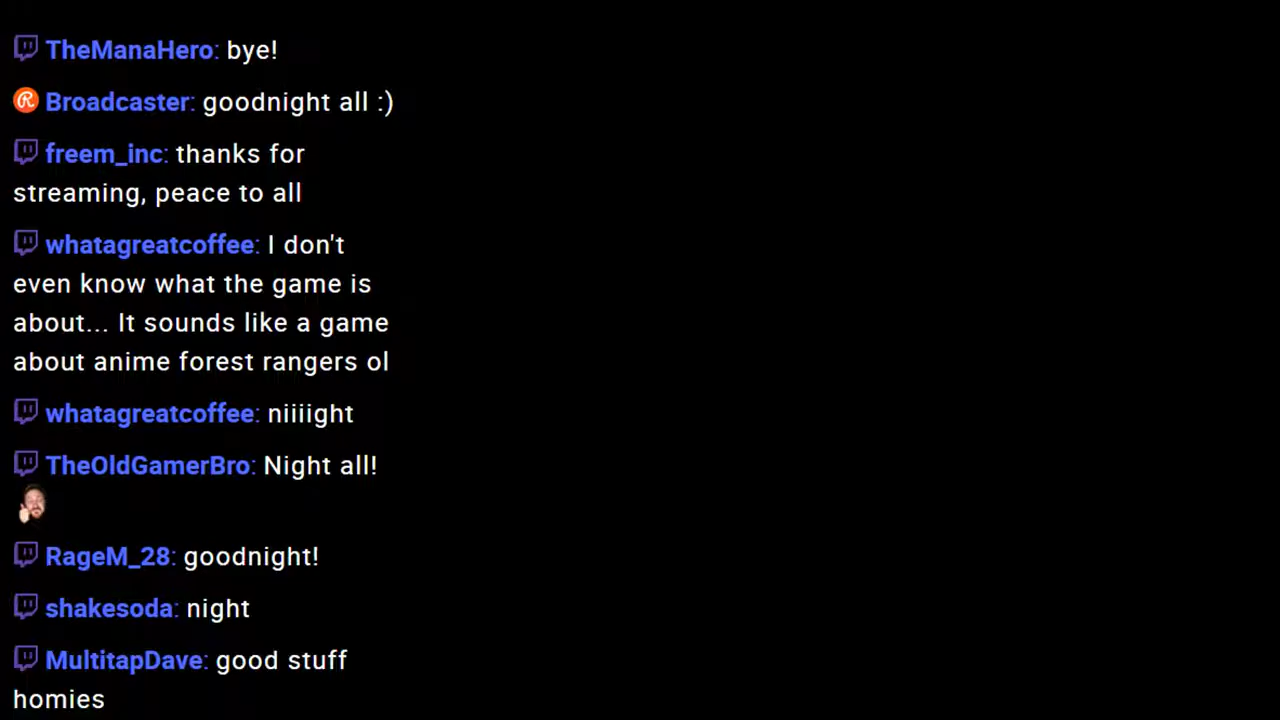 TheManaHero: bye!
Broadcaster: goodnight all :)
freem_inc: thanks for
streaming, peace to all
whatagreatcoffee: I don't
even know what the game is
about... It sounds like a game
about anime forest rangers ol
whatagreatcoffee: niiiight
TheOldGamerBro: Night all!
RageM_28: goodnight!
shakesoda: night
MultitapDave: good stuff
homies